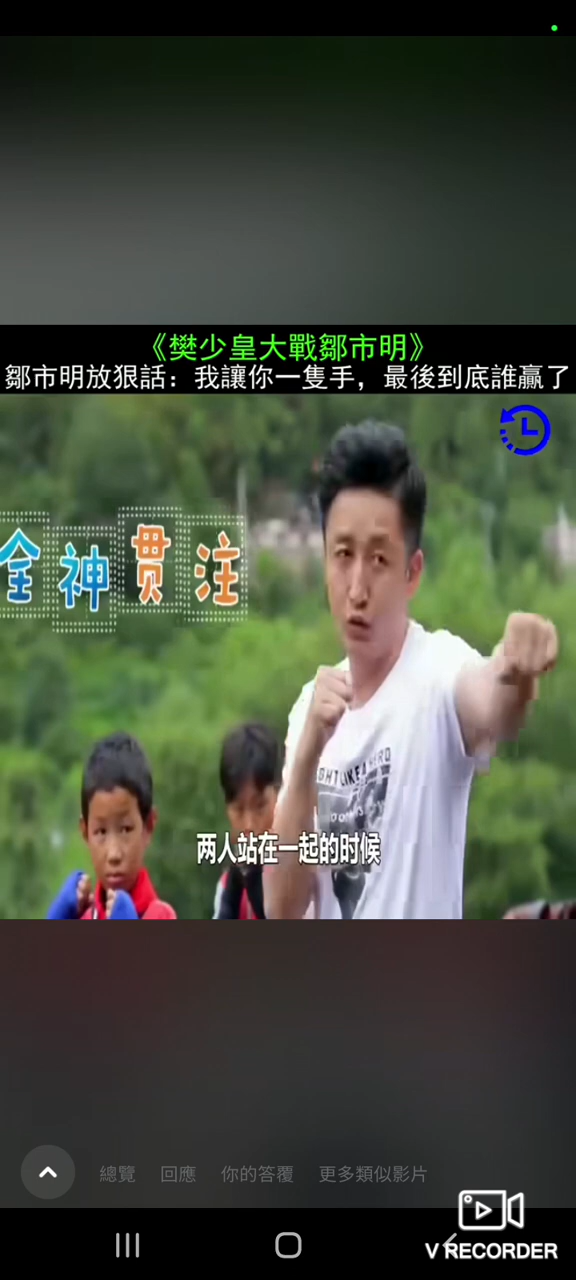 《樊少皇大戰鄒市明》
鄒市明放狠話：我讓你一隻手，最後到底誰贏了
全神贯注
两人站在一起的时候
總覽 回應 你的答覆 更多類似影片
V RECORDER